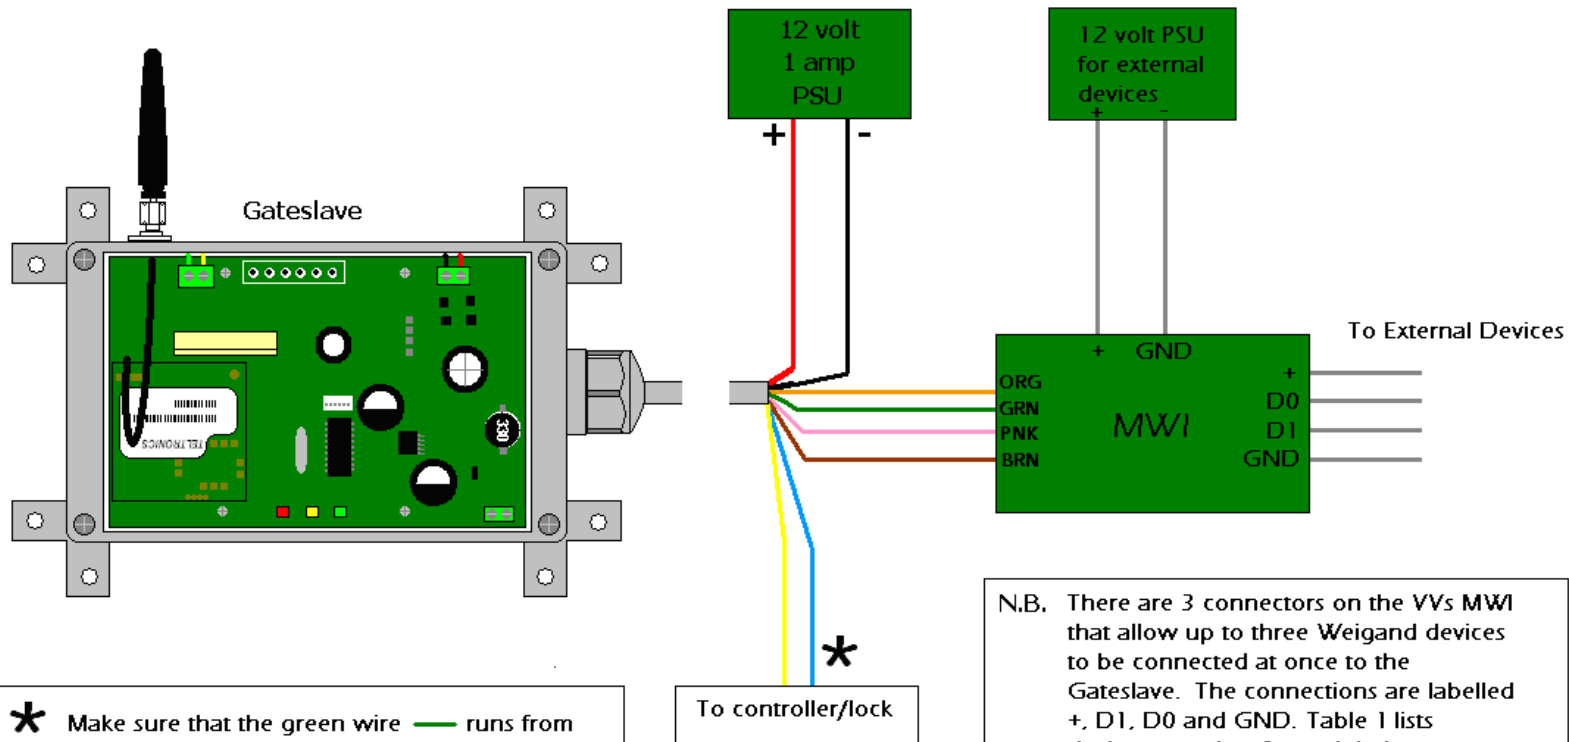 12 volt
1 amp
PSU
+
-
12 volt PSU
for external
devices
+
-
Gateslave
To External Devices
+ GND
ORG
GRN
PNK
BRN
MWI
+
D0
D1
GND
330
TELTRONICS
*
To controller/lock
* Make sure that the green wire runs from
N.B. There are 3 connectors on the VVs MWI
that allow up to three Weigand devices
to be connected at once to the
Gateslave. The connections are labelled
+, D1, D0 and GND. Table 1 lists